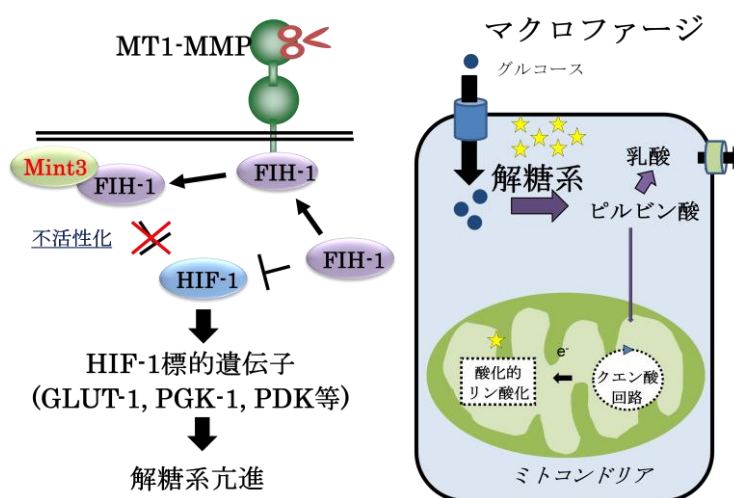 MT1-MMP
Mint3
FIH-1
FIH-1
不活性化
FIH-1
HIF-1
HIF-1標的遺伝子
(GLUT-1, PGK-1, PDK等)
解糖系亢進
マクロファージ
グルコース
解糖系
乳酸
ピルビン酸
e-
酸化的
リン酸化
クエン酸
回路
ミトコンドリア